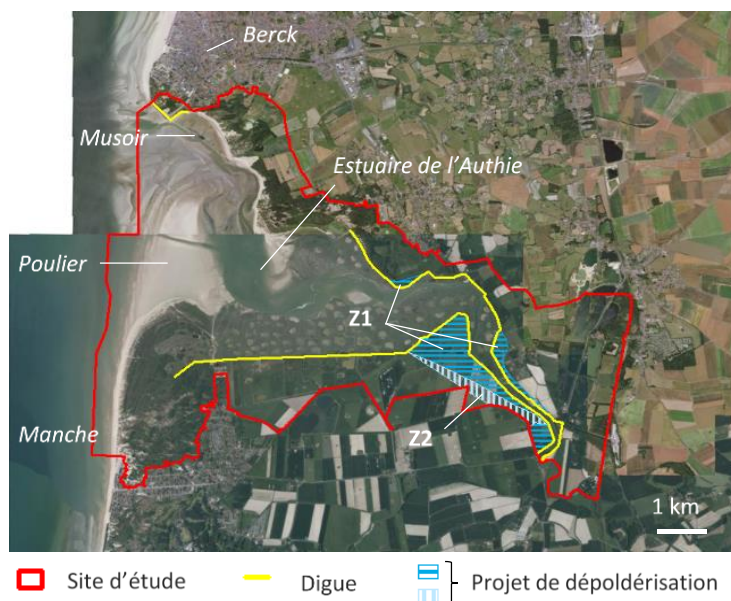 Berck
Musoir
Estuaire de l’Authie
Poulier
Z1
Manche
Z2
1 km
Site d’étude
Digue
Projet de dépoldérisation